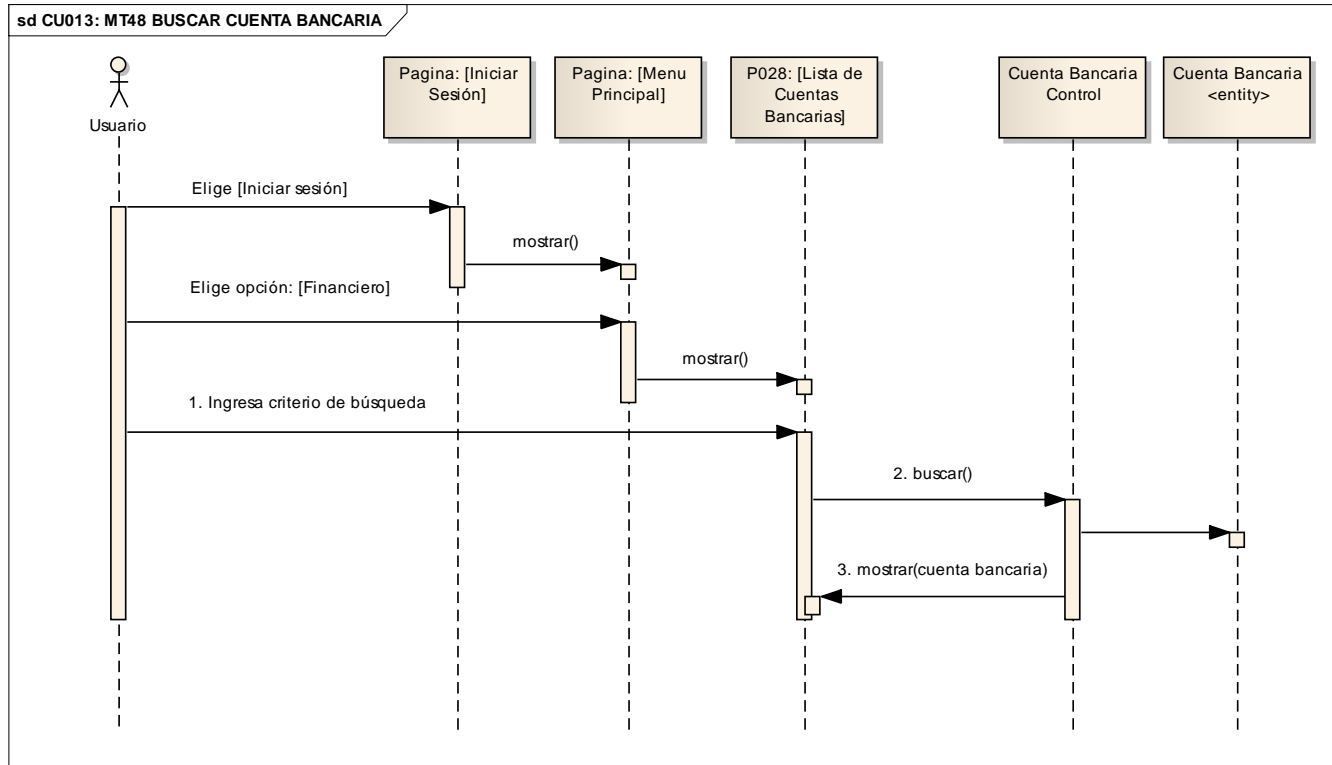 sd CU013: MT48 BUSCAR CUENTA BANCARIA
Usuario
Pagina: [Iniciar
Sesión]
Pagina: [Menu
Principal]
P028: [Lista de
Cuentas
Bancarias]
Cuenta Bancaria
Control
Cuenta Bancaria
<entity>
Elige [Iniciar sesión]
mostrar()
Elige opción: [Financiero]
mostrar()
1. Ingresa criterio de búsqueda
2. buscar()
3. mostrar(cuenta bancaria)